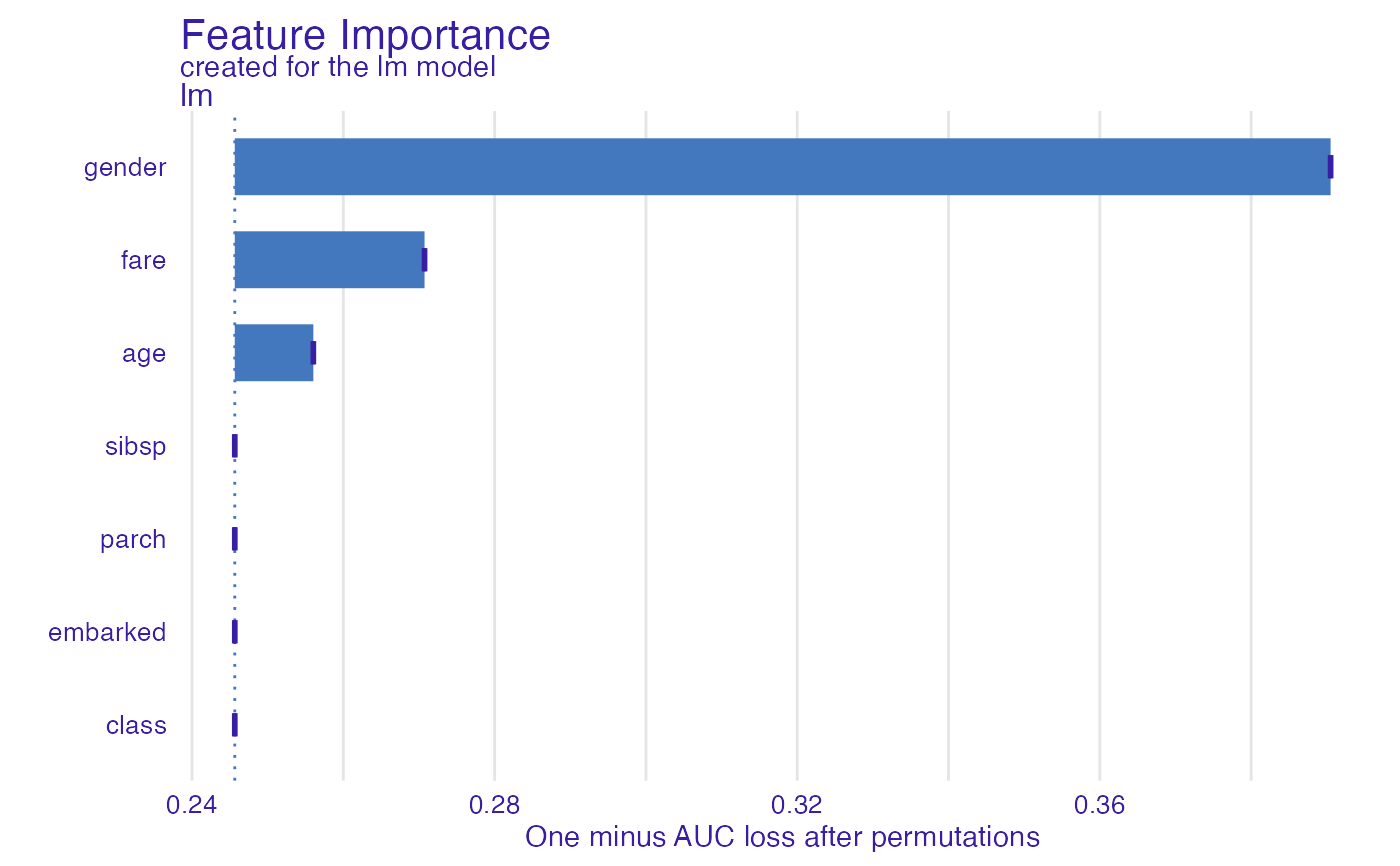 Feature Importance
created for the lm model
lm
gender
fare
age
sibsp
parch
embarked
class
0.24 0.28 0.32 0.36
One minus AUC loss after permutations